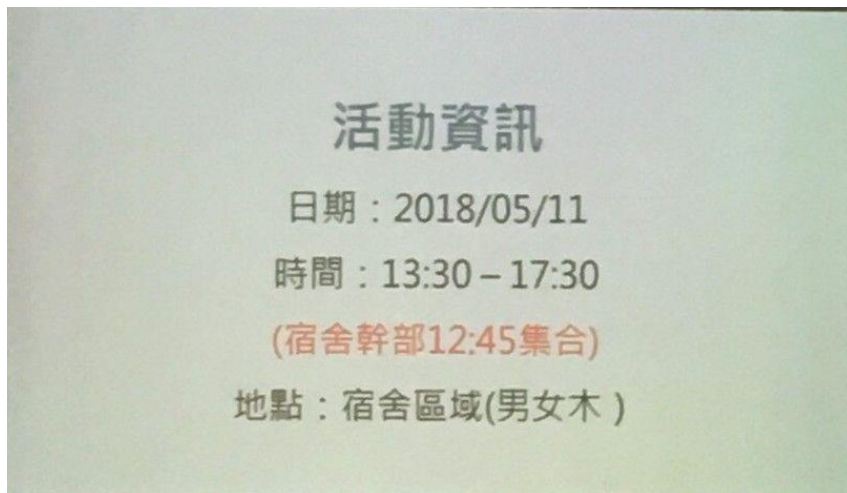 活動資訊
日期：2018/05/11
時間：13:30 – 17:30
(宿舍幹部12:45集合)
地點：宿舍區域(男女木 )